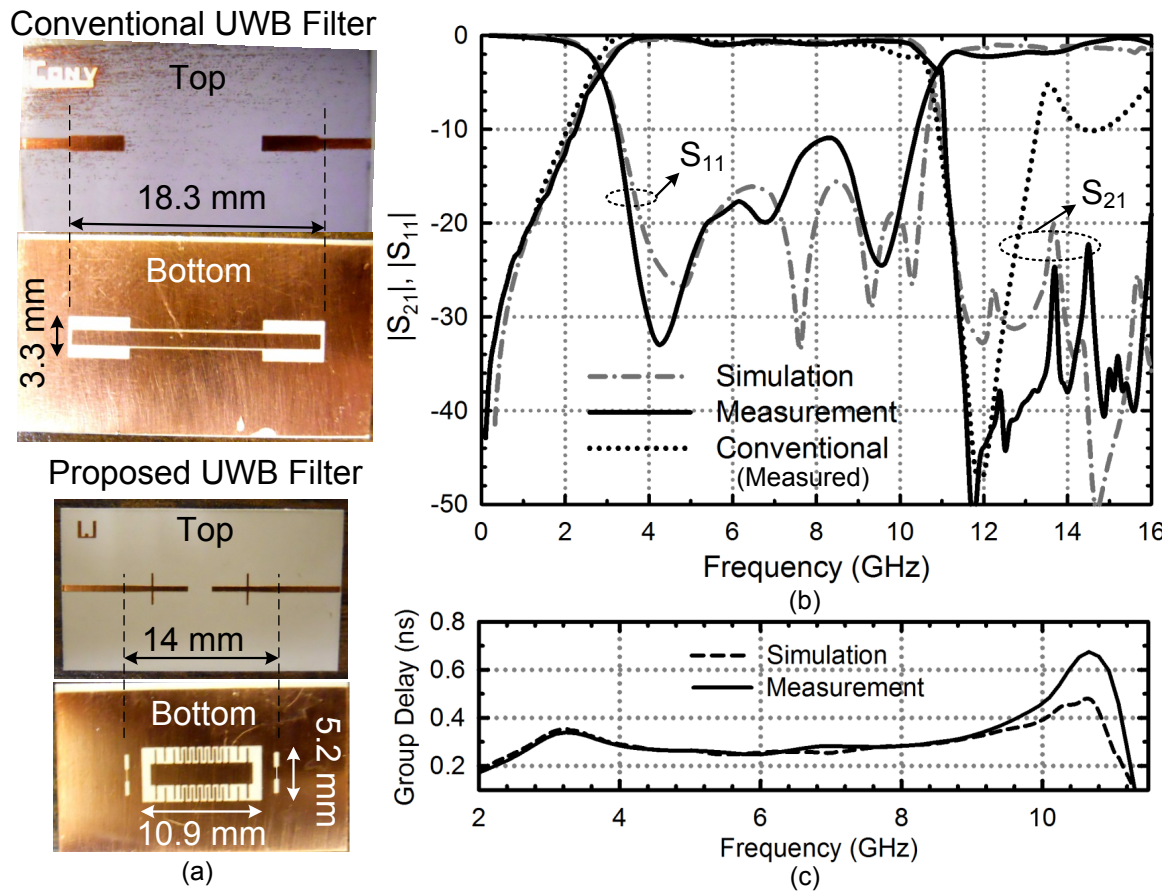 Conventional UWB Filter
Top
18.3 mm
Bottom
3.3 mm
Proposed UWB Filter
Top
14 mm
Bottom
5.2 mm
10.9 mm
(a)
|S21|, |S11|
0
-10
-20
-30
-40
-50
S11
S21
Simulation
Measurement
Conventional
(Measured)
0 2 4 6 8 10 12 14 16
Frequency (GHz)
(b)
Group Delay (ns)
0.8
0.6
0.4
0.2
Simulation
Measurement
2 4 6 8 10
Frequency (GHz)
(c)